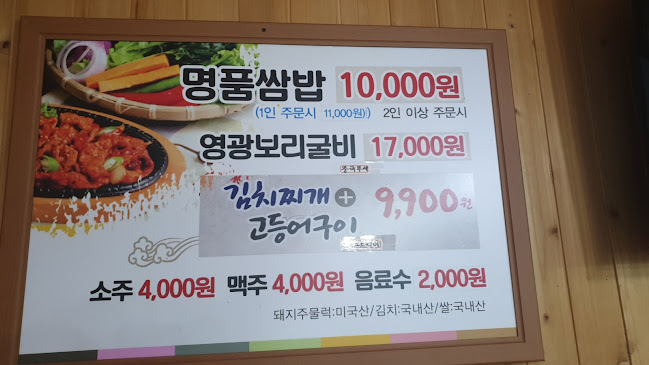 명품쌈밥 10,000원
(1인 주문시 11,000원) 2인 이상 주문시
영광보리굴비 17,000원
김치찌개 + 고등어구이 9,900원
소주 4,000원 맥주 4,000원 음료수 2,000원
돼지주물럭:미국산/김치:국내산/쌀:국내산